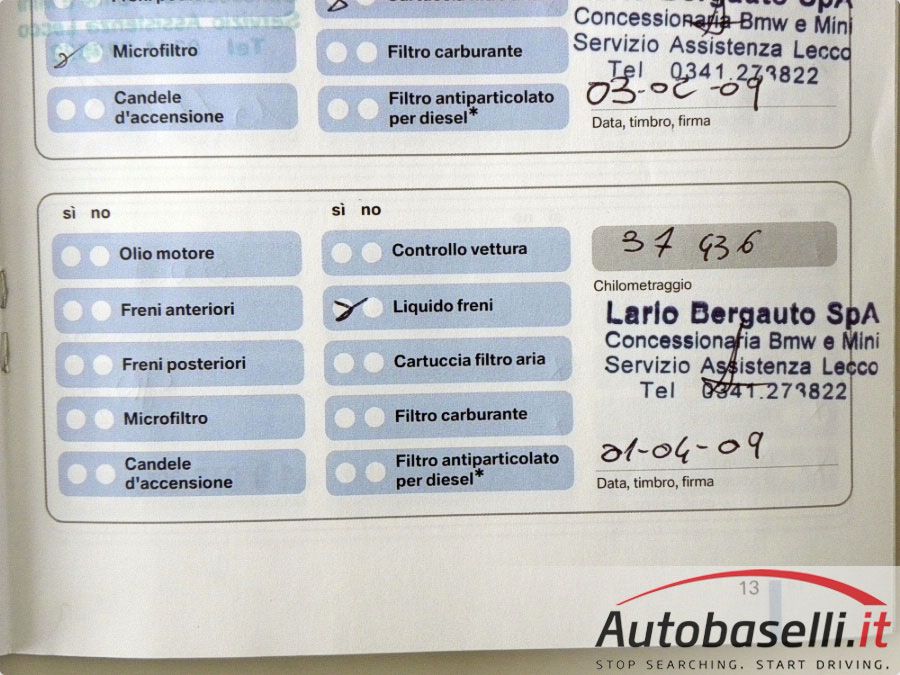 Microfiltro
Filtro carburante
Candele
d'accensione
Filtro antiparticolato
per diesel*
Concessionaria Bmw e Mini
Servizio Assistenza Lecco
Tel 0341.273822
03-02-09
Data, timbro, firma
sì no
sì no
Olio motore
Controllo vettura
37 936
Freni anteriori
Liquido freni
Chilometraggio
Lario Bergauto SpA
Concessionaria Bmw e Mini
Servizio Assistenza Lecco
Tel 0341.273822
Freni posteriori
Cartuccia filtro aria
Microfiltro
Filtro carburante
Candele
d'accensione
Filtro antiparticolato
per diesel*
01-04-09
Data, timbro, firma
13
Autobaselli.it
STOP SEARCHING. START DRIVING.